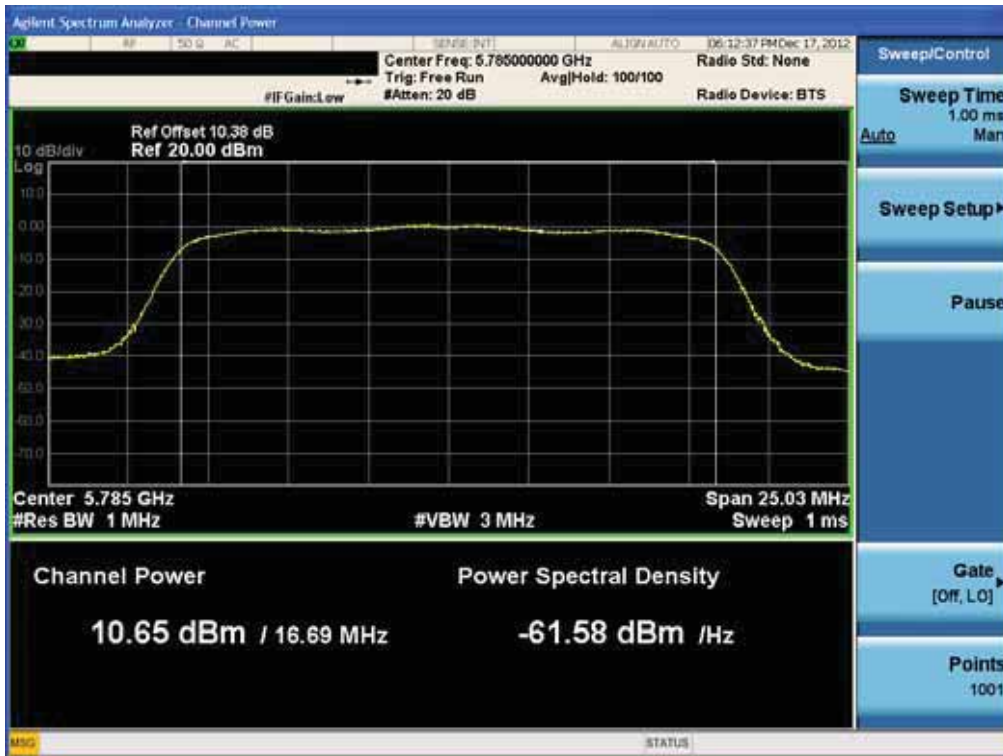 Agilent Spectrum Analyzer - Channel Power
RF 50 Ω AC SENSE:INT ALIGN AUTO 06:12:37 PM Dec 17, 2012
Center Freq: 5.785000000 GHz Radio Std: None
Trig: Free Run Avg|Hold: 100/100
#IFGain:Low #Atten: 20 dB Radio Device: BTS
Ref Offset 10.38 dB
10 dB/div Ref 20.00 dBm
Log
10.0
0.00
-10.0
-20.0
-30.0
-40.0
-50.0
-60.0
-70.0
Center 5.785 GHz Span 25.03 MHz
#Res BW 1 MHz #VBW 3 MHz Sweep 1 ms
Channel Power Power Spectral Density
10.65 dBm / 16.69 MHz -61.58 dBm /Hz
MSG STATUS
Sweep/Control
Sweep Time
1.00 ms
Auto Man
Sweep Setup
Pause
Gate
[Off, LO]
Points
1001